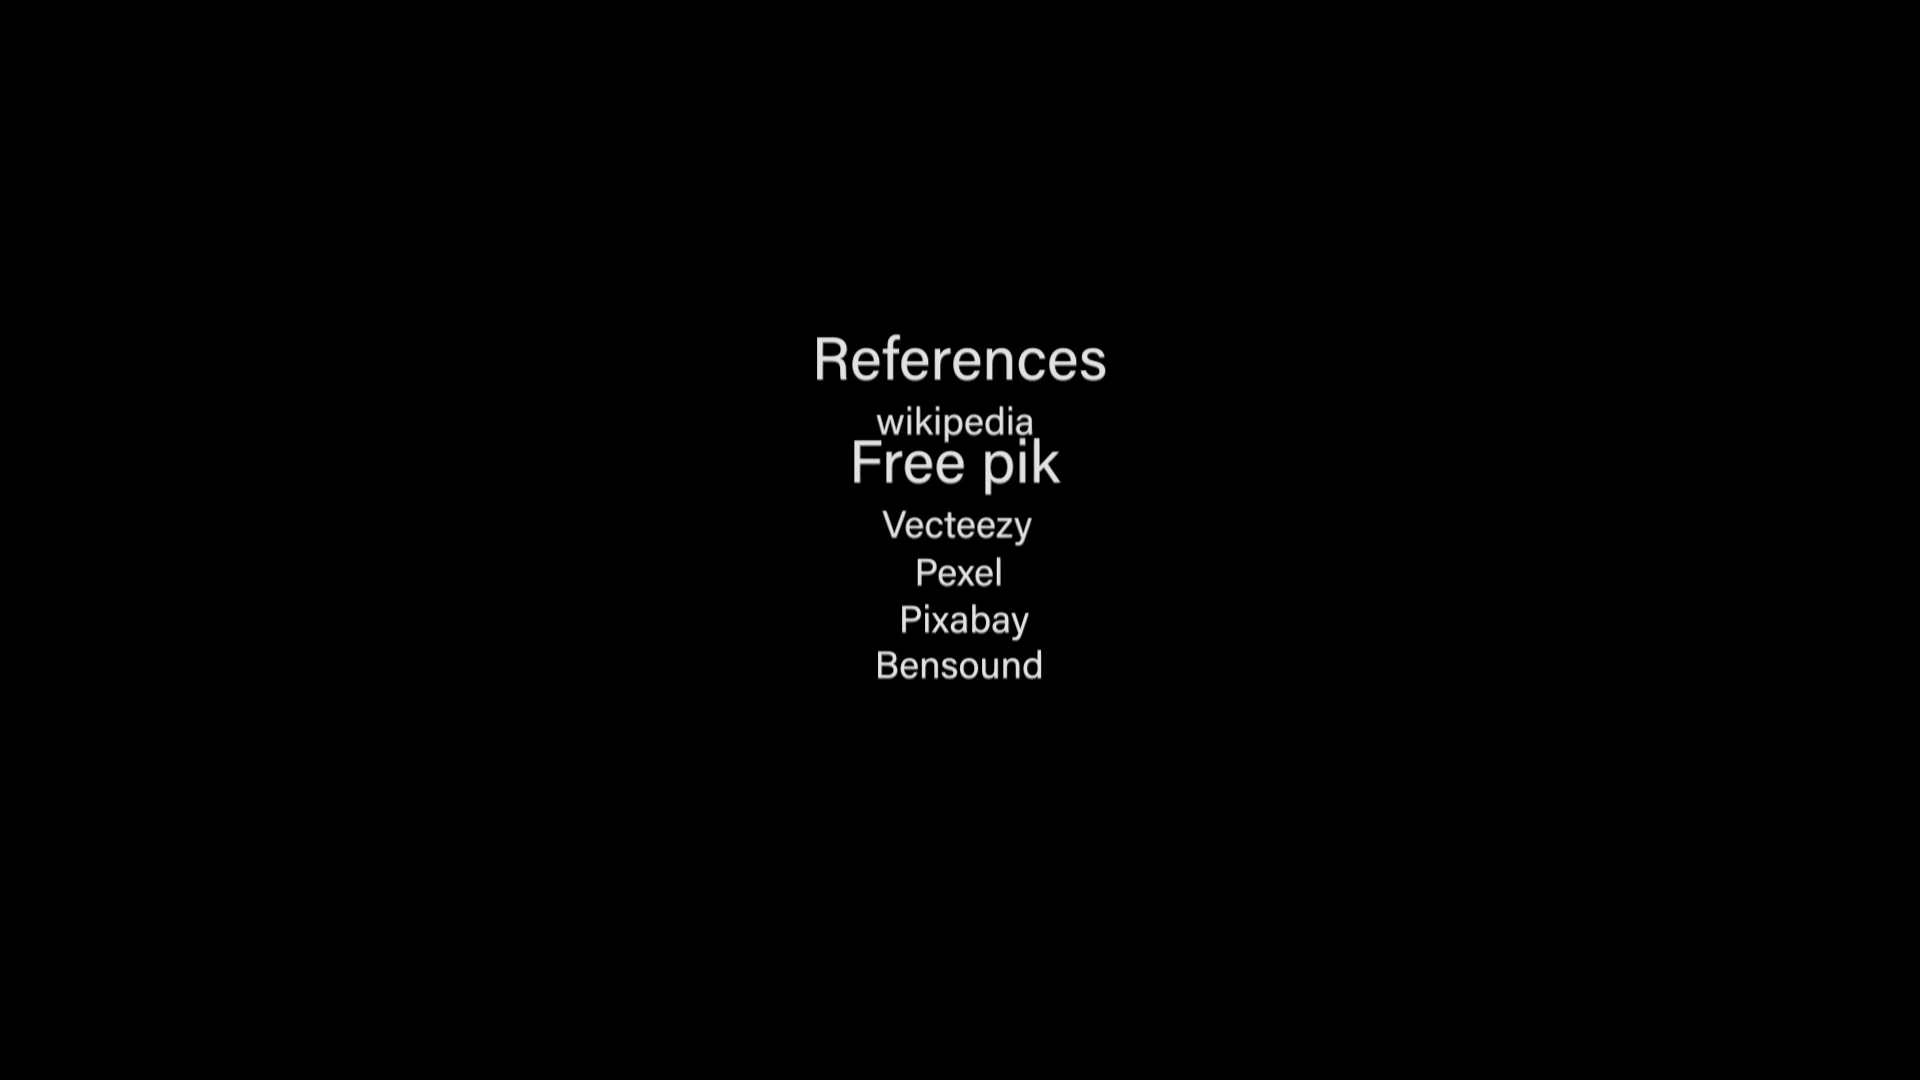 References
wikipedia
Free pik
Vecteezy
Pexel
Pixabay
Bensound